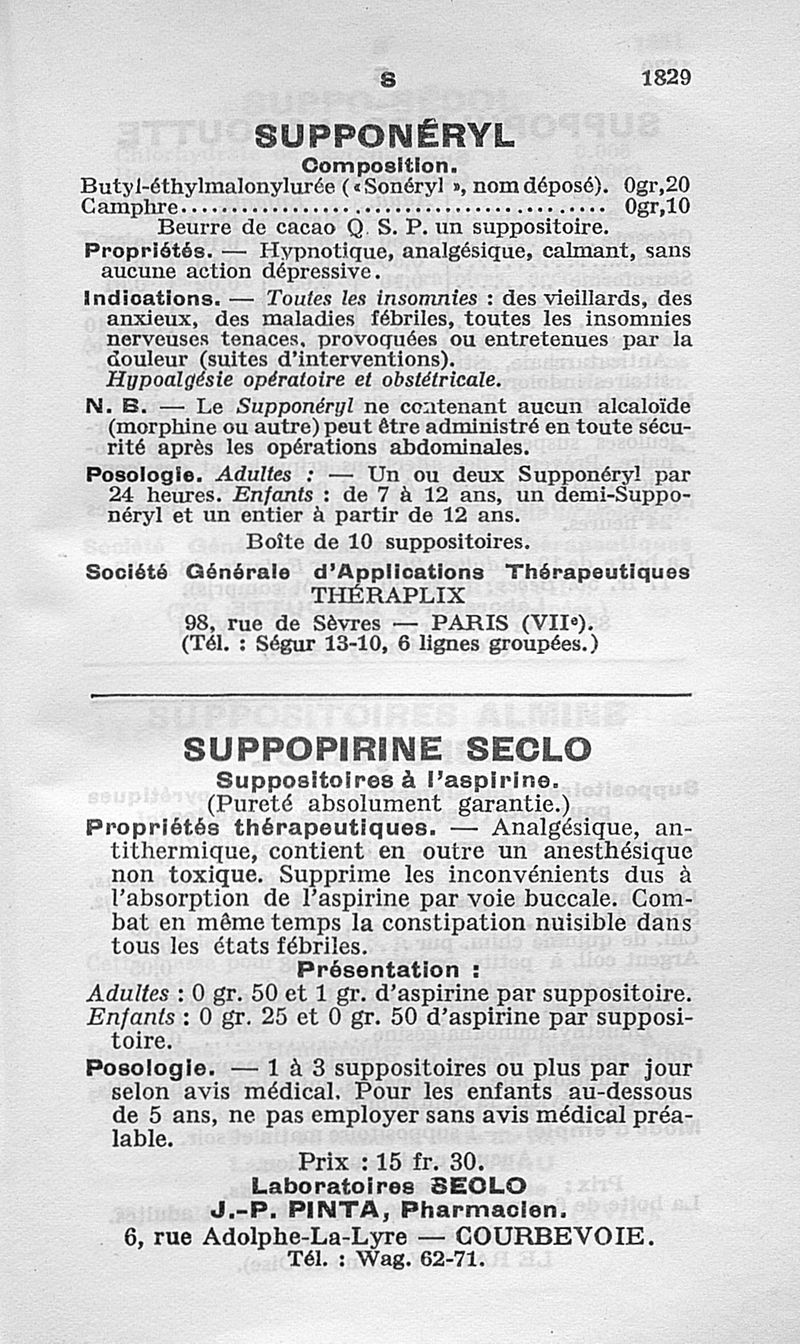 S 1829
SUPPONÉRYL
Composition.
Butyl-éthylmalonylurée (« Sonéryl », nom déposé). 0gr,20
Camphre............................................ 0gr,10
Beurre de cacao Q. S. P. un suppositoire.
Propriétés. — Hypnotique, analgésique, calmant, sans
aucune action dépressive.
Indications. — Toutes les insomnies : des vieillards, des
anxieux, des maladies fébriles, toutes les insomnies
nerveuses tenaces, provoquées ou entretenues par la
douleur (suites d'interventions).
Hypoalgésie opératoire et obstétricale.
N. B. — Le Supponéryl ne contenant aucun alcaloïde
(morphine ou autre) peut être administré en toute sécu-
rité après les opérations abdominales.
Posologie. Adultes : — Un ou deux Supponéryl par
24 heures. Enfants : de 7 à 12 ans, un demi-Suppo-
néryl et un entier à partir de 12 ans.
Boîte de 10 suppositoires.
Société Générale d'Applications Thérapeutiques
THÉRAPLIX
98, rue de Sèvres — PARIS (VIIe).
(Tél. : Ségur 13-10, 6 lignes groupées.)
SUPPOPIRINE SECLO
Suppositoires à l'aspirine.
(Pureté absolument garantie.)
Propriétés thérapeutiques. — Analgésique, an-
tithermique, contient en outre un anesthésique
non toxique. Supprime les inconvénients dus à
l'absorption de l'aspirine par voie buccale. Com-
bat en même temps la constipation nuisible dans
tous les états fébriles.
Présentation :
Adultes : 0 gr. 50 et 1 gr. d'aspirine par suppositoire.
Enfants : 0 gr. 25 et 0 gr. 50 d'aspirine par supposi-
toire.
Posologie. — 1 à 3 suppositoires ou plus par jour
selon avis médical. Pour les enfants au-dessous
de 5 ans, ne pas employer sans avis médical préa-
lable.
Prix : 15 fr. 30.
Laboratoires SECLO
J.-P. PINTA, Pharmacien.
6, rue Adolphe-La-Lyre — COURBEVOIE.
Tél. : Wag. 62-71.